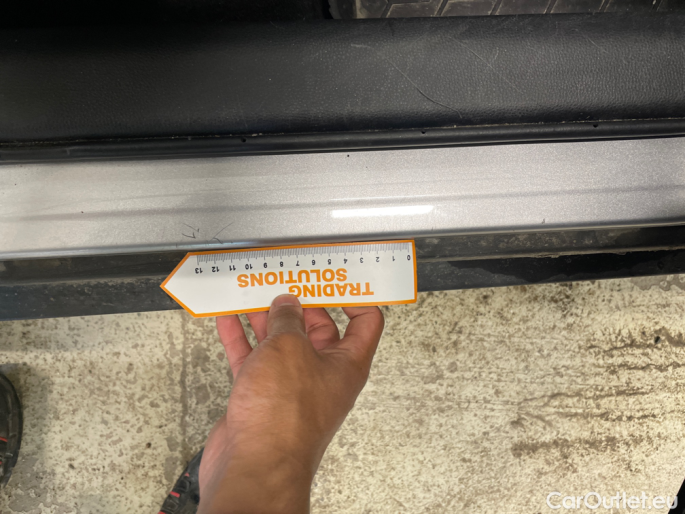 13 12 11 10 9 8 7 6 5 4 3 2 1 0
TRADING
SOLUTIONS
CarOutlet.eu